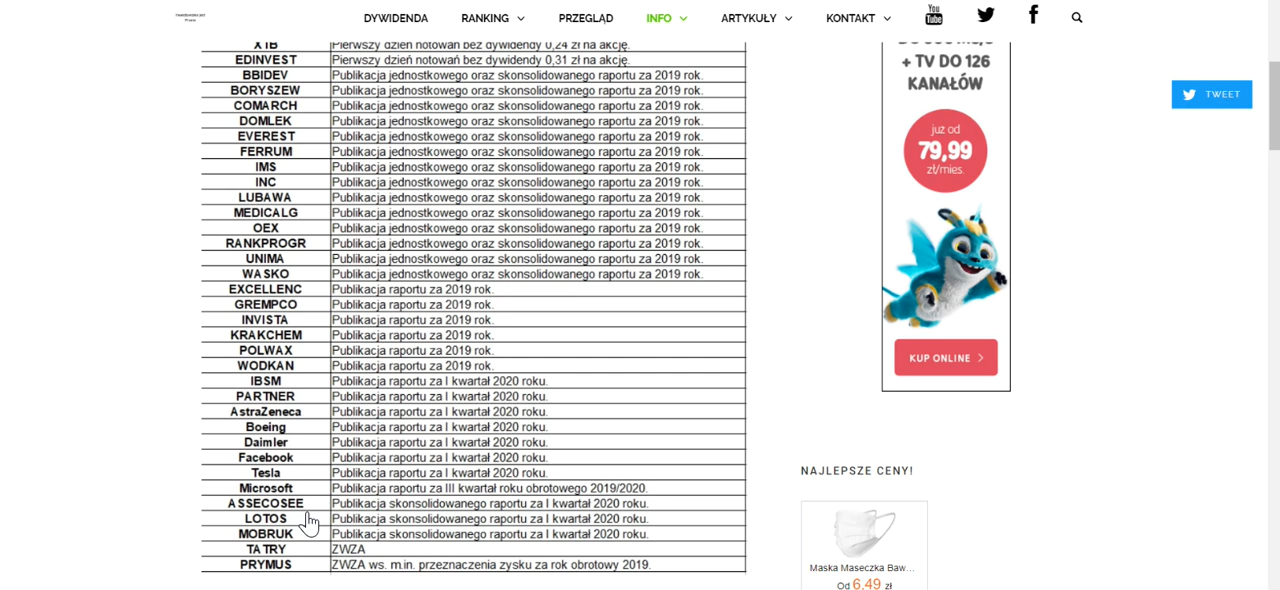 DYWIDENDA RANKING PRZEGLĄD INFO ARTYKUŁY KONTAKT You Tube
XTB Pierwszy dzień notowań bez dywidendy 0,24 zł na akcję.
EDINVEST Pierwszy dzień notowań bez dywidendy 0,31 zł na akcję.
BBIDEV Publikacja jednostkowego oraz skonsolidowanego raportu za 2019 rok.
BORYSZEW Publikacja jednostkowego oraz skonsolidowanego raportu za 2019 rok.
COMARCH Publikacja jednostkowego oraz skonsolidowanego raportu za 2019 rok.
DOMLEK Publikacja jednostkowego oraz skonsolidowanego raportu za 2019 rok.
EVEREST Publikacja jednostkowego oraz skonsolidowanego raportu za 2019 rok.
FERRUM Publikacja jednostkowego oraz skonsolidowanego raportu za 2019 rok.
IMS Publikacja jednostkowego oraz skonsolidowanego raportu za 2019 rok.
INC Publikacja jednostkowego oraz skonsolidowanego raportu za 2019 rok.
LUBAWA Publikacja jednostkowego oraz skonsolidowanego raportu za 2019 rok.
MEDICALG Publikacja jednostkowego oraz skonsolidowanego raportu za 2019 rok.
OEX Publikacja jednostkowego oraz skonsolidowanego raportu za 2019 rok.
RANKPROGR Publikacja jednostkowego oraz skonsolidowanego raportu za 2019 rok.
UNIMA Publikacja jednostkowego oraz skonsolidowanego raportu za 2019 rok.
WASKO Publikacja jednostkowego oraz skonsolidowanego raportu za 2019 rok.
EXCELLENC Publikacja raportu za 2019 rok.
GREMPCO Publikacja raportu za 2019 rok.
INVISTA Publikacja raportu za 2019 rok.
KRAKCHEM Publikacja raportu za 2019 rok.
POLWAX Publikacja raportu za 2019 rok.
WODKAN Publikacja raportu za 2019 rok.
IBSM Publikacja raportu za I kwartał 2020 roku.
PARTNER Publikacja raportu za I kwartał 2020 roku.
AstraZeneca Publikacja raportu za I kwartał 2020 roku.
Boeing Publikacja raportu za I kwartał 2020 roku.
Daimler Publikacja raportu za I kwartał 2020 roku.
Facebook Publikacja raportu za I kwartał 2020 roku.
Tesla Publikacja raportu za I kwartał 2020 roku.
Microsoft Publikacja raportu za III kwartał roku obrotowego 2019/2020.
ASSECOSEE Publikacja skonsolidowanego raportu za I kwartał 2020 roku.
LOTOS Publikacja skonsolidowanego raportu za I kwartał 2020 roku.
MOBRUK Publikacja skonsolidowanego raportu za I kwartał 2020 roku.
TATRY ZWZA
PRYMUS ZWZA ws. m.in. przeznaczenia zysku za rok obrotowy 2019.
+ TV DO 126
KANAŁÓW
już od
79,99
zł/mies.
KUP ONLINE
TWEET
NAJLEPSZE CENY!
Maska Maseczka Baw...
Od 6,49 zł